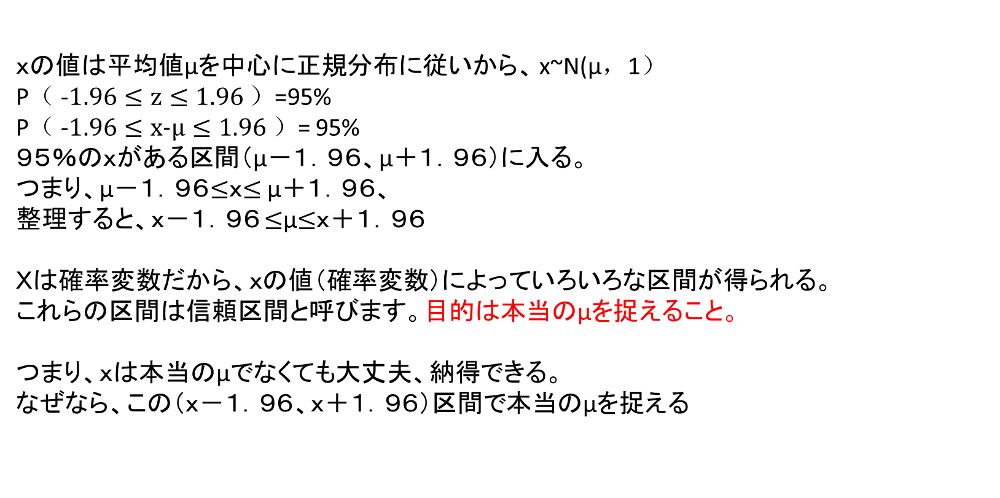 xの値は平均値μを中心に正規分布に従いから、x~N(μ，1）
P（ -1.96 ≤ z ≤ 1.96 ）=95%
P（ -1.96 ≤ x-μ ≤ 1.96 ）= 95%
９５％のxがある区間（μ－１．９６、μ＋１．９６）に入る。
つまり、μ－１．９６≤x≤ μ＋１．９６、
整理すると、x－１．９６ ≤μ≤x＋１．９６
Xは確率変数だから、xの値（確率変数）によっていろいろな区間が得られる。
これらの区間は信頼区間と呼びます。目的は本当のμを捉えること。
つまり、xは本当のμでなくても大丈夫、納得できる。
なぜなら、この（x－１．９６、x＋１．９６）区間で本当のμを捉える